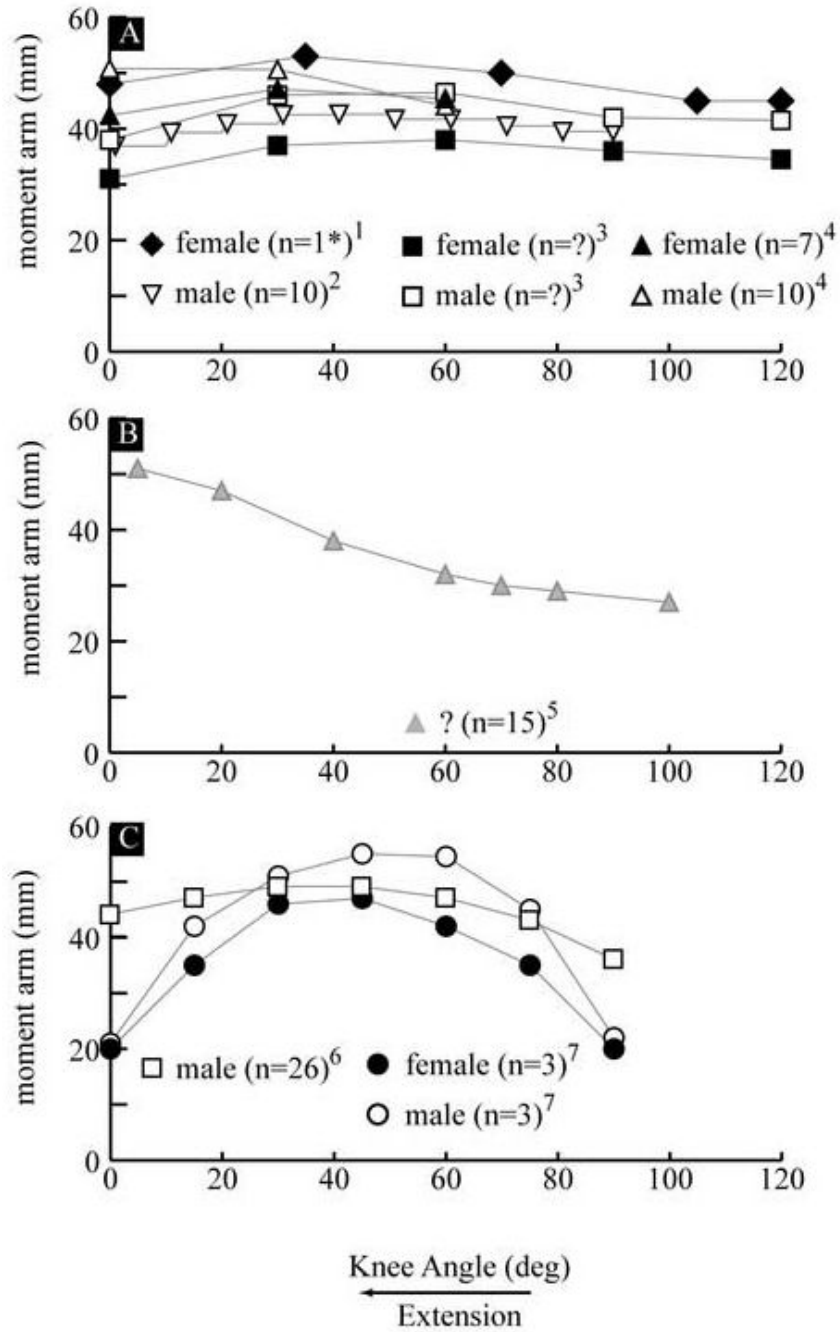 A
moment arm (mm)
60
40
20
0
female (n=1*)¹ female (n=?)³ female (n=7)⁴
male (n=10)² male (n=?)³ male (n=10)⁴
0 20 40 60 80 100 120
B
moment arm (mm)
60
40
20
0
? (n=15)⁵
0 20 40 60 80 100 120
C
moment arm (mm)
60
40
20
0
male (n=26)⁶ female (n=3)⁷
male (n=3)⁷
0 20 40 60 80 100 120
Knee Angle (deg)
Extension